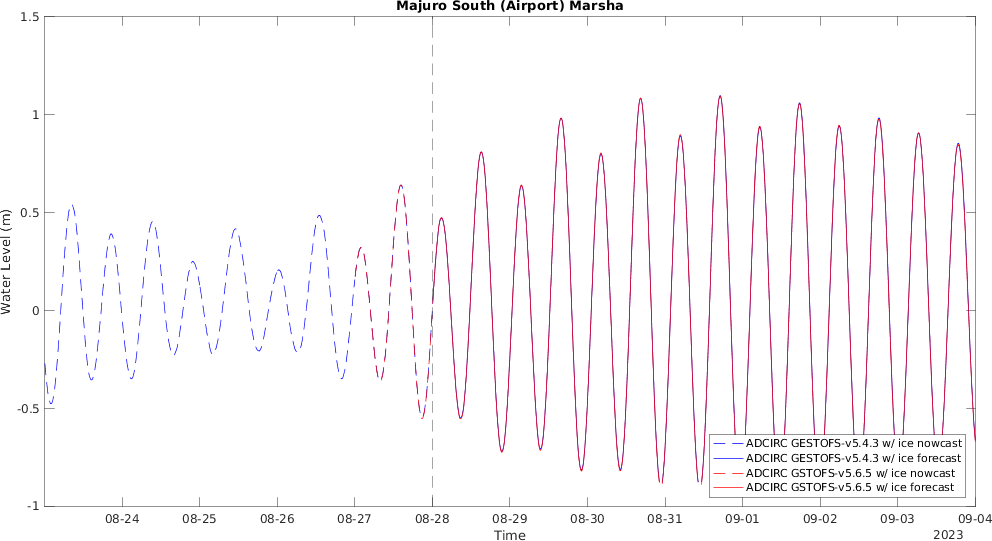 Majuro South (Airport) Marsha
1.5
1
0.5
0
-0.5
-1
Water Level (m)
ADCIRC GESTOFS-v5.4.3 w/ ice nowcast
ADCIRC GESTOFS-v5.4.3 w/ ice forecast
ADCIRC GSTOFS-v5.6.5 w/ ice nowcast
ADCIRC GSTOFS-v5.6.5 w/ ice forecast
08-24 08-25 08-26 08-27 08-28 08-29 08-30 08-31 09-01 09-02 09-03 09-04
Time
2023